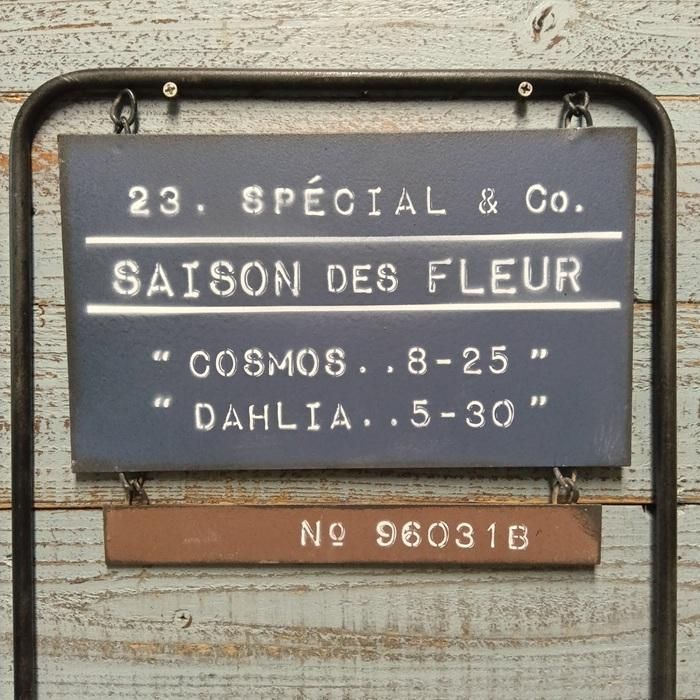 23. SPÉCIAL & Co.
SAISON DES FLEUR
“ COSMOS..8-25 ”
“ DAHLIA..5-30 ”
Nº 96031B